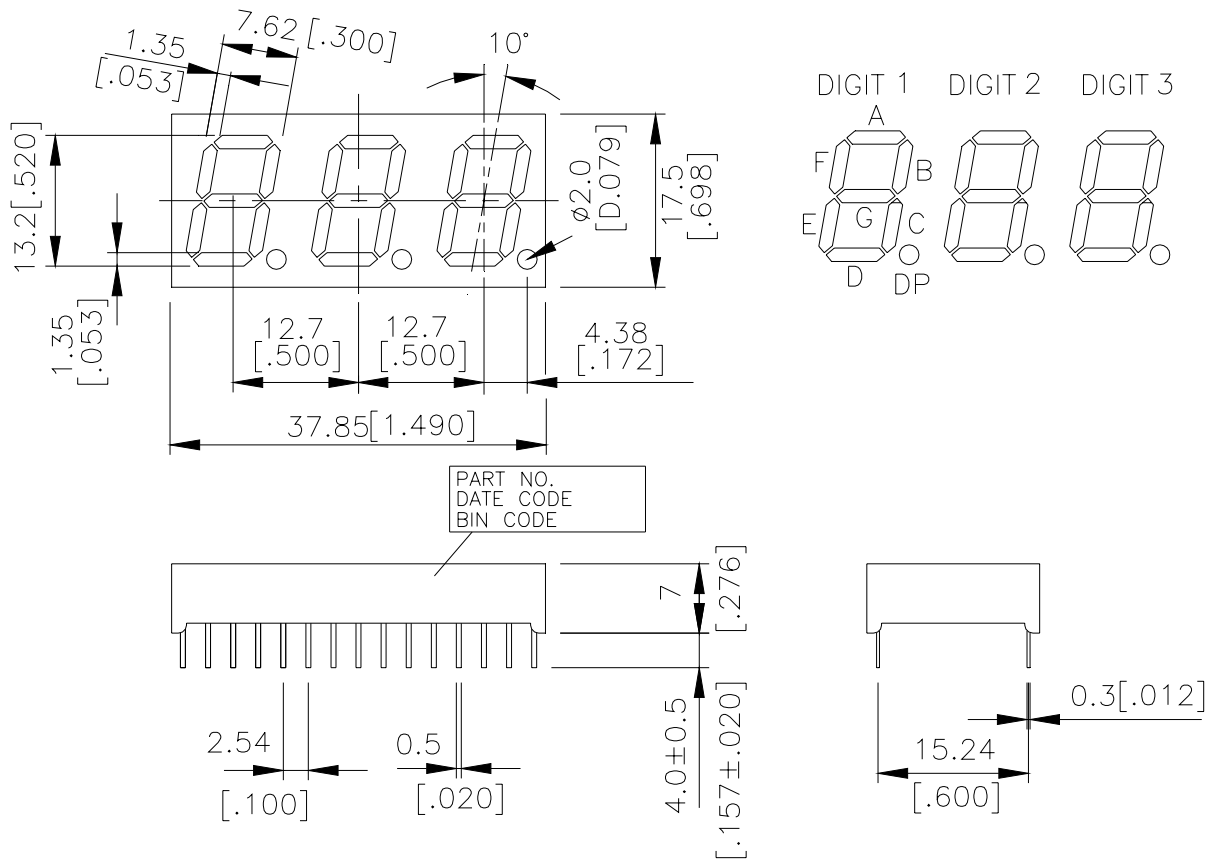 7.62 [.300]
1.35
[.053]
10°
13.2[.520]
ø2.0
[D.079]
17.5
[.698]
1.35
[.053]
12.7
[.500]
12.7
[.500]
4.38
[.172]
37.85[1.490]
DIGIT 1
DIGIT 2
DIGIT 3
A
F
B
G
E
C
D
DP
PART NO.
DATE CODE
BIN CODE
7
[.276]
4.0±0.5
[.157±.020]
2.54
[.100]
0.5
[.020]
0.3[.012]
15.24
[.600]